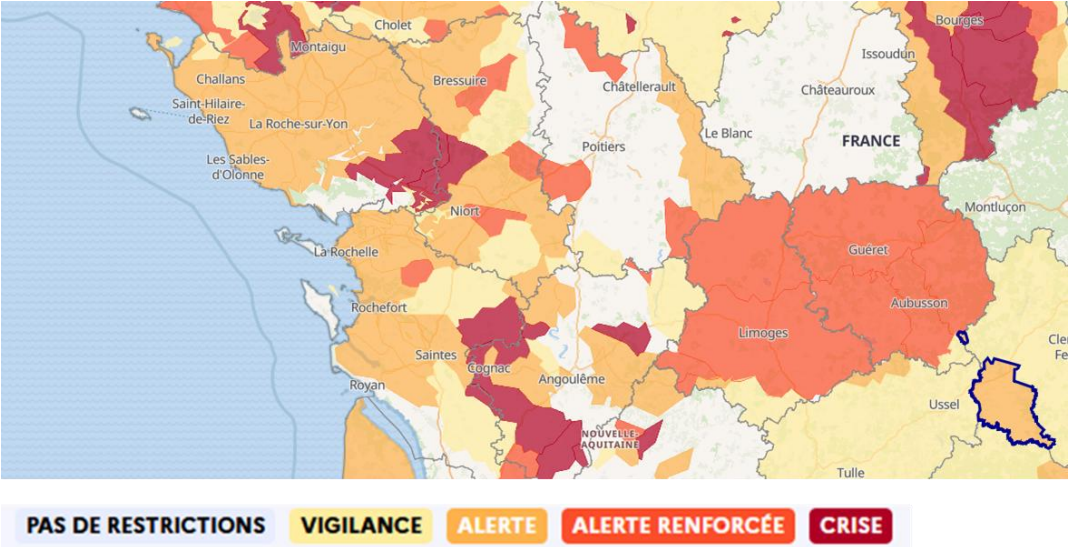 Cholet
Bourges
Montaigu
Issoudun
Challans
Bressuire
Châtellerault
Châteauroux
Saint-Hilaire-
de-Riez
La Roche-sur-Yon
Le Blanc
FRANCE
Poitiers
Les Sables-
d'Olonne
Niort
Montluçon
La Rochelle
Guéret
Rochefort
Aubusson
Limoges
Saintes
Cognac
Angoulême
Royan
Ussel
NOUVELLE-
AQUITAINE
Tulle
PAS DE RESTRICTIONS VIGILANCE ALERTE ALERTE RENFORCÉE CRISE